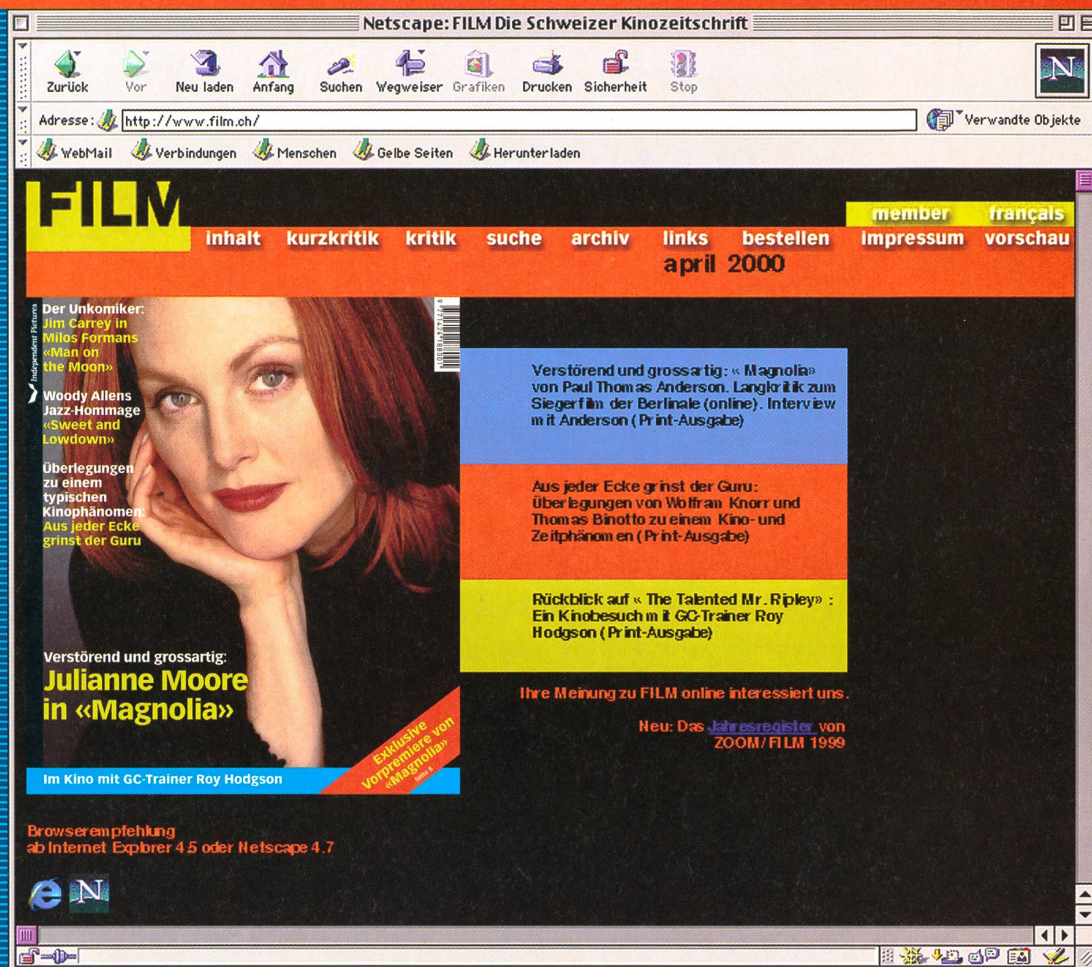 Netscape: FILM Die Schweizer Kinozeitschrift
Zurück Vor Neu laden Anfang Suchen Wegweiser Grafiken Drucken Sicherheit Stop
N
Adresse: http://www.film.ch/ Verwandte Objekte
WebMail Verbindungen Menschen Gelbe Seiten Herunterladen
FILM
member français
inhalt kurzkritik kritik suche archiv links bestellen impressum vorschau
april 2000
Independent Pictures
Der Unkomiker:
Jim Carrey in
Milos Formans
«Man on
the Moon»
Woody Allens
Jazz-Hommage
«Sweet and
Lowdown»
Überlegungen
zu einem
typischen
Kinophänomen:
Aus jeder Ecke
grinst der Guru
Verstörend und grossartig:
Julianne Moore
in «Magnolia»
Exklusive
Vorpremiere von
«Magnolia»
Seite 8
Im Kino mit GC-Trainer Roy Hodgson
Verstörend und grossartig: « Magnolia»
von Paul Thomas Anderson. Langkritik zum
Siegerfilm der Berlinale (online). Interview
mit Anderson (Print-Ausgabe)
Aus jeder Ecke grinst der Guru:
Überlegungen von Wolfram Knorr und
Thomas Binotto zu einem Kino- und
Zeitphänomen (Print-Ausgabe)
Rückblick auf « The Talented Mr. Ripley» :
Ein Kinobesuch mit GC-Trainer Roy
Hodgson (Print-Ausgabe)
Ihre Meinung zu FILM online interessiert uns.
Neu: Das Jahresregister von
ZOOM/FILM 1999
Browserempfehlung
ab Internet Explorer 4.5 oder Netscape 4.7
N